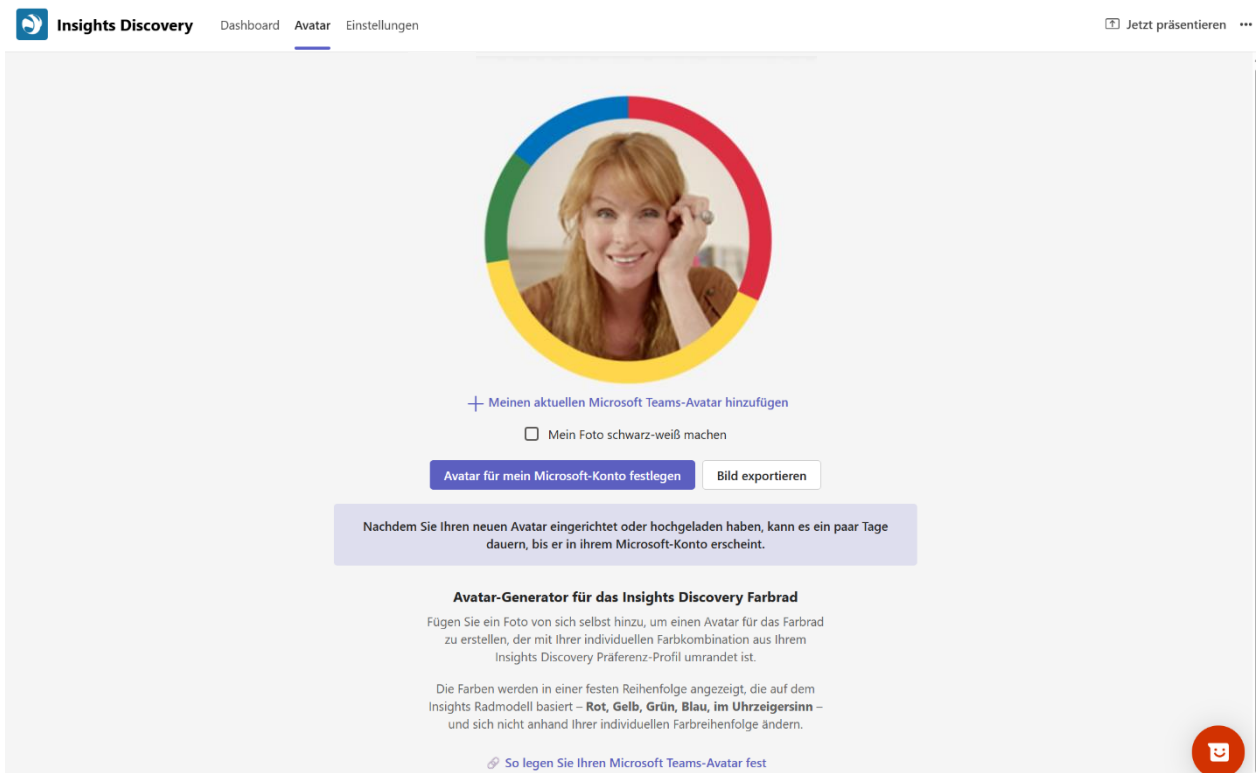 Insights Discovery Dashboard Avatar Einstellungen Jetzt präsentieren
Meinen aktuellen Microsoft Teams-Avatar hinzufügen
Mein Foto schwarz-weiß machen
Avatar für mein Microsoft-Konto festlegen Bild exportieren
Nachdem Sie Ihren neuen Avatar eingerichtet oder hochgeladen haben, kann es ein paar Tage
dauern, bis er in ihrem Microsoft-Konto erscheint.
Avatar-Generator für das Insights Discovery Farbrad
Fügen Sie ein Foto von sich selbst hinzu, um einen Avatar für das Farbrad
zu erstellen, der mit Ihrer individuellen Farbkombination aus Ihrem
Insights Discovery Präferenz-Profil umrandet ist.
Die Farben werden in einer festen Reihenfolge angezeigt, die auf dem
Insights Radmodell basiert – Rot, Gelb, Grün, Blau, im Uhrzeigersinn –
und sich nicht anhand Ihrer individuellen Farbreihenfolge ändern.
So legen Sie Ihren Microsoft Teams-Avatar fest